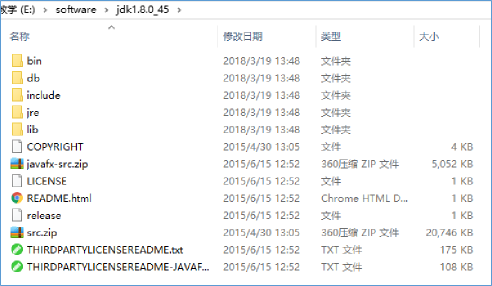 教学 (E:) > software > jdk1.8.0_45
名称 修改日期 类型 大小
bin 2018/3/19 13:48 文件夹
db 2018/3/19 13:48 文件夹
include 2018/3/19 13:48 文件夹
jre 2018/3/19 13:48 文件夹
lib 2018/3/19 13:48 文件夹
COPYRIGHT 2015/4/30 13:05 文件 4 KB
javafx-src.zip 2015/6/15 12:52 360压缩 ZIP 文件 5,052 KB
LICENSE 2015/6/15 12:52 文件 1 KB
README.html 2015/6/15 12:52 Chrome HTML D... 1 KB
release 2015/6/15 12:52 文件 1 KB
src.zip 2015/4/30 13:05 360压缩 ZIP 文件 20,746 KB
THIRDPARTYLICENSEREADME.txt 2015/6/15 12:52 TXT 文件 175 KB
THIRDPARTYLICENSEREADME-JAVAF... 2015/6/15 12:52 TXT 文件 108 KB